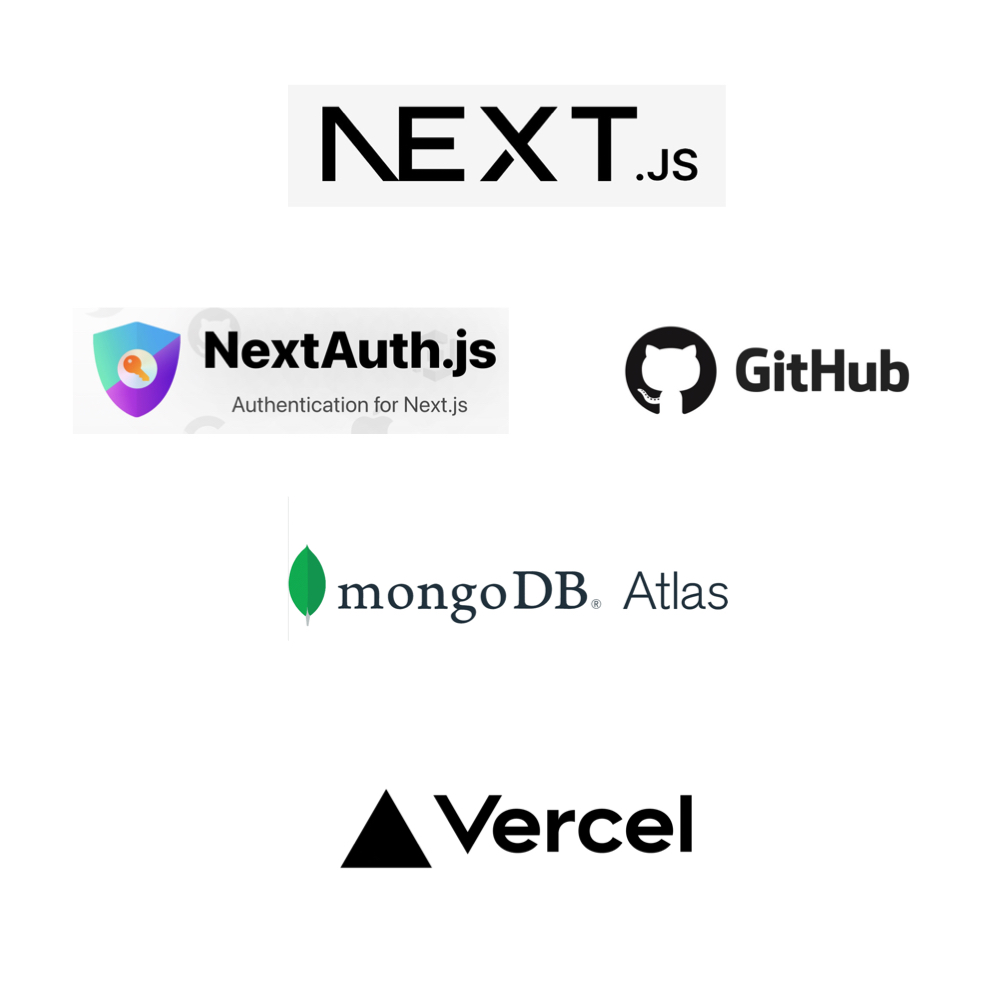 NEXT.JS
NextAuth.js
Authentication for Next.js
GitHub
mongoDB® Atlas
Vercel